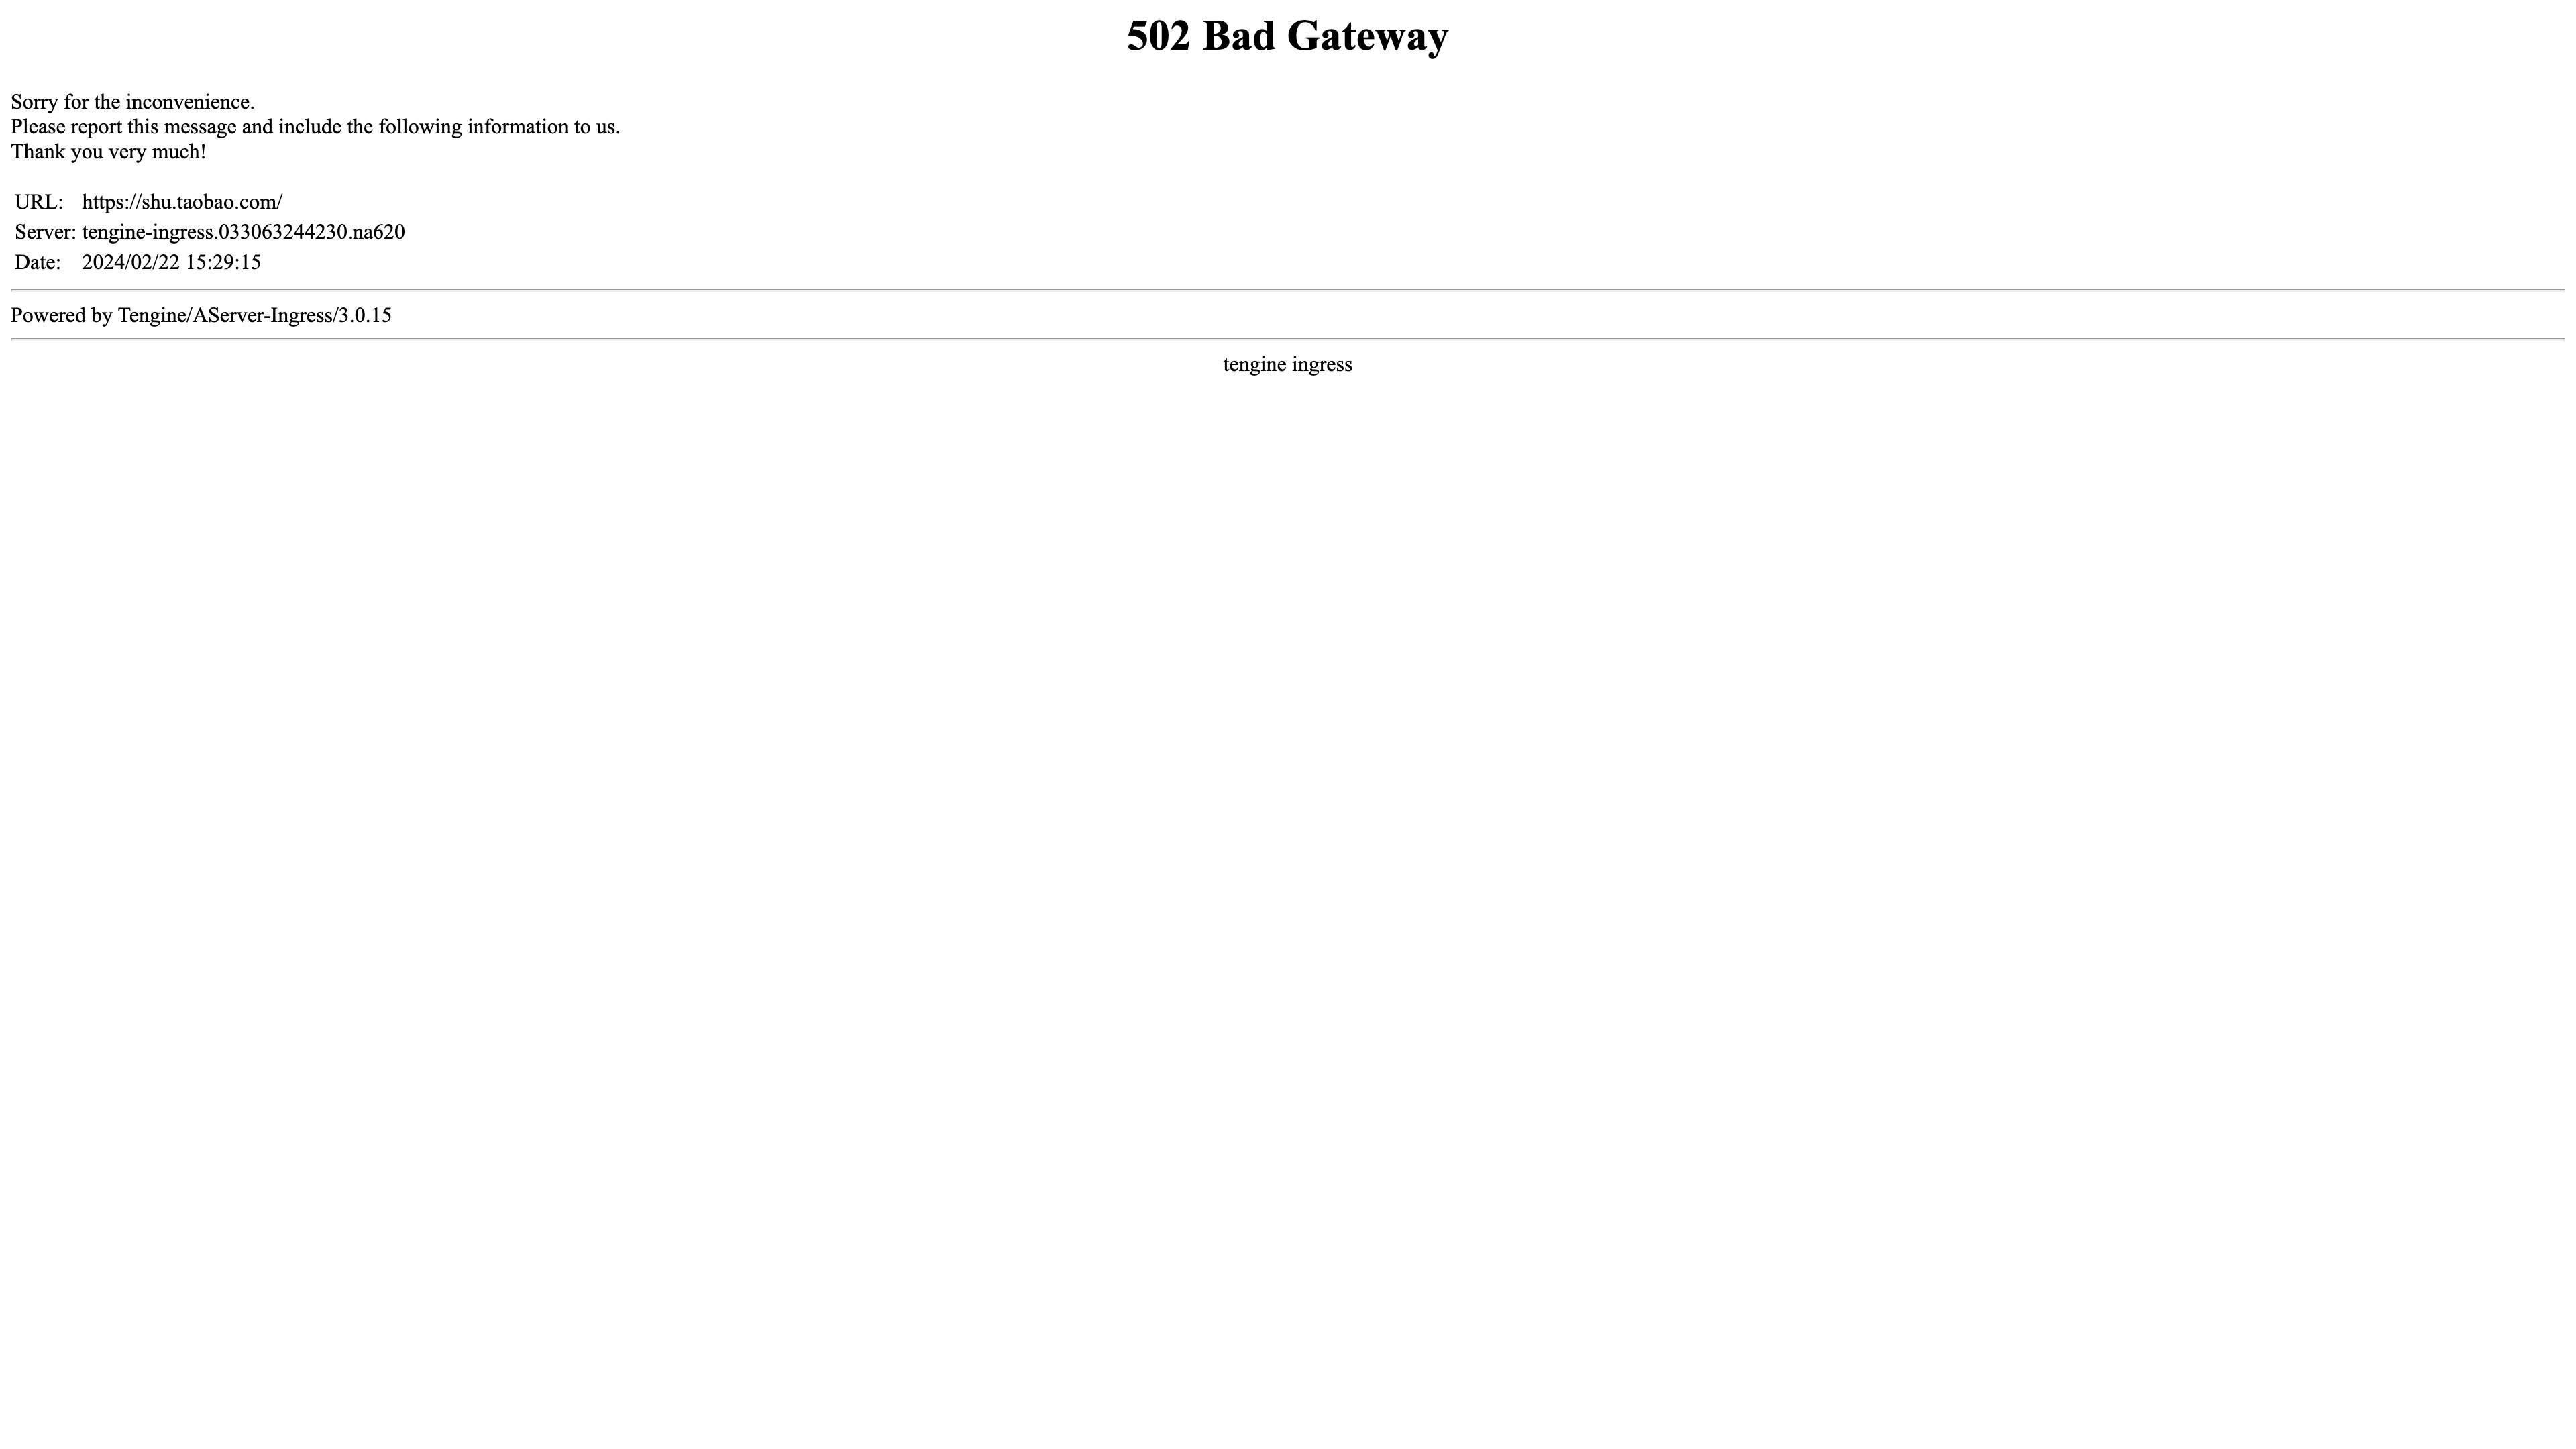 502 Bad Gateway
Sorry for the inconvenience.
Please report this message and include the following information to us.
Thank you very much!
URL: https://shu.taobao.com/
Server: tengine-ingress.033063244230.na620
Date: 2024/02/22 15:29:15
Powered by Tengine/AServer-Ingress/3.0.15
tengine ingress